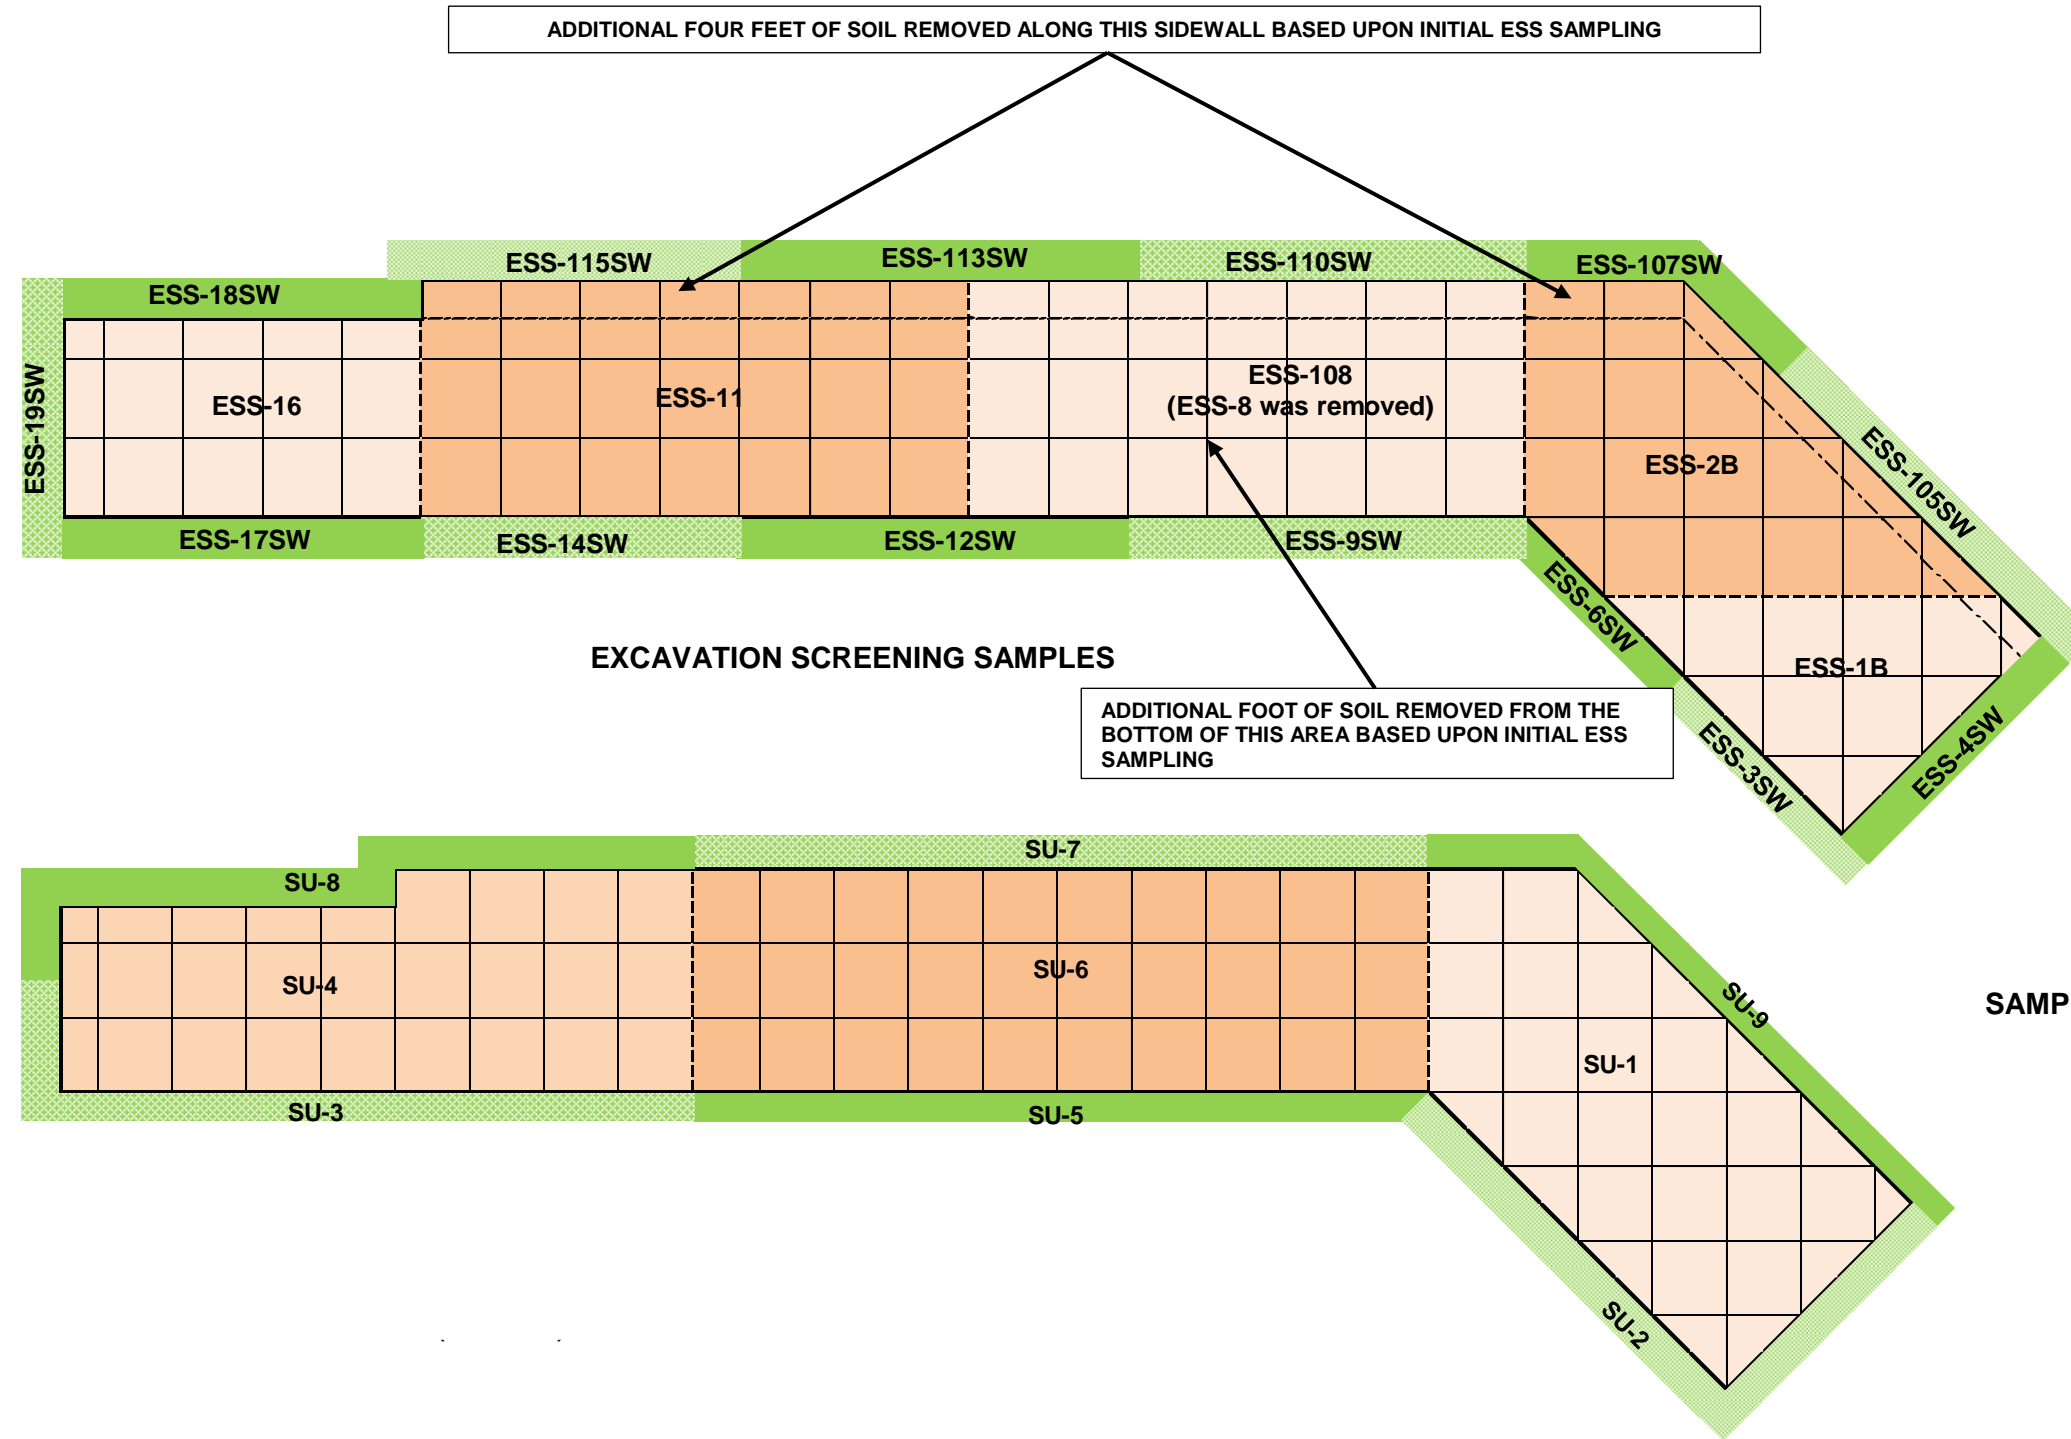 ADDITIONAL FOUR FEET OF SOIL REMOVED ALONG THIS SIDEWALL BASED UPON INITIAL ESS SAMPLING
ESS-115SW
ESS-113SW
ESS-110SW
ESS-107SW
ESS-18SW
ESS-19SW
ESS-16
ESS-11
ESS-108
(ESS-8 was removed)
ESS-2B
ESS-105SW
ESS-17SW
ESS-14SW
ESS-12SW
ESS-9SW
ESS-6SW
EXCAVATION SCREENING SAMPLES
ESS-1B
ADDITIONAL FOOT OF SOIL REMOVED FROM THE
BOTTOM OF THIS AREA BASED UPON INITIAL ESS
SAMPLING
ESS-3SW
ESS-4SW
SU-7
SU-8
SU-4
SU-6
SU-9
SAMP
SU-1
SU-3
SU-5
SU-2